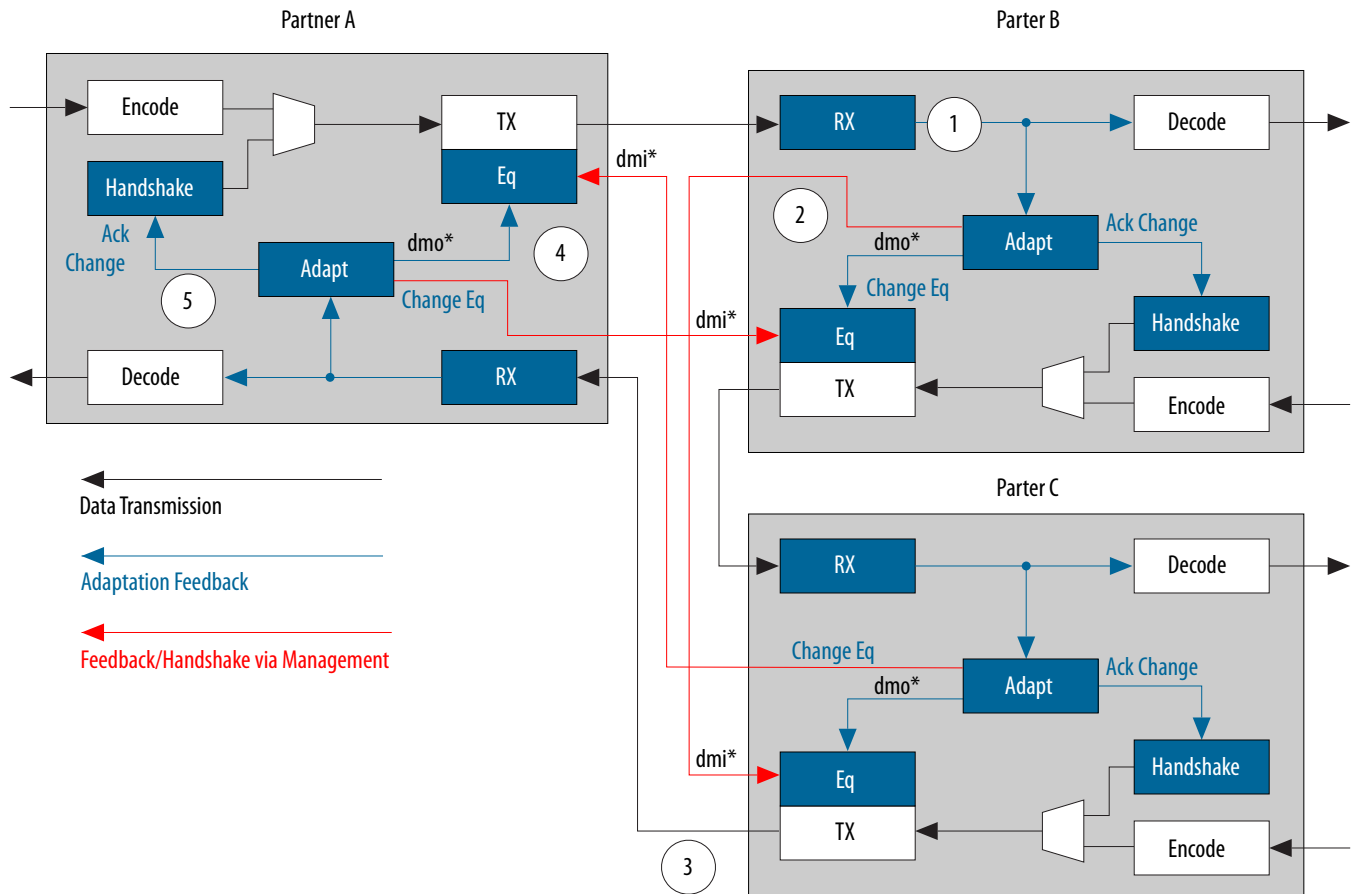 Partner A
Encode
TX
Eq
dmi*
Handshake
Ack
Change
Adapt
dmo*
Change Eq
4
5
Decode
RX
dmi*
Parter B
RX
1
Decode
2
Adapt
Ack Change
dmo*
Change Eq
Handshake
Eq
TX
Encode
Data Transmission
Adaptation Feedback
Feedback/Handshake via Management
Parter C
RX
Decode
Change Eq
Adapt
Ack Change
dmo*
dmi*
Eq
Handshake
TX
Encode
3